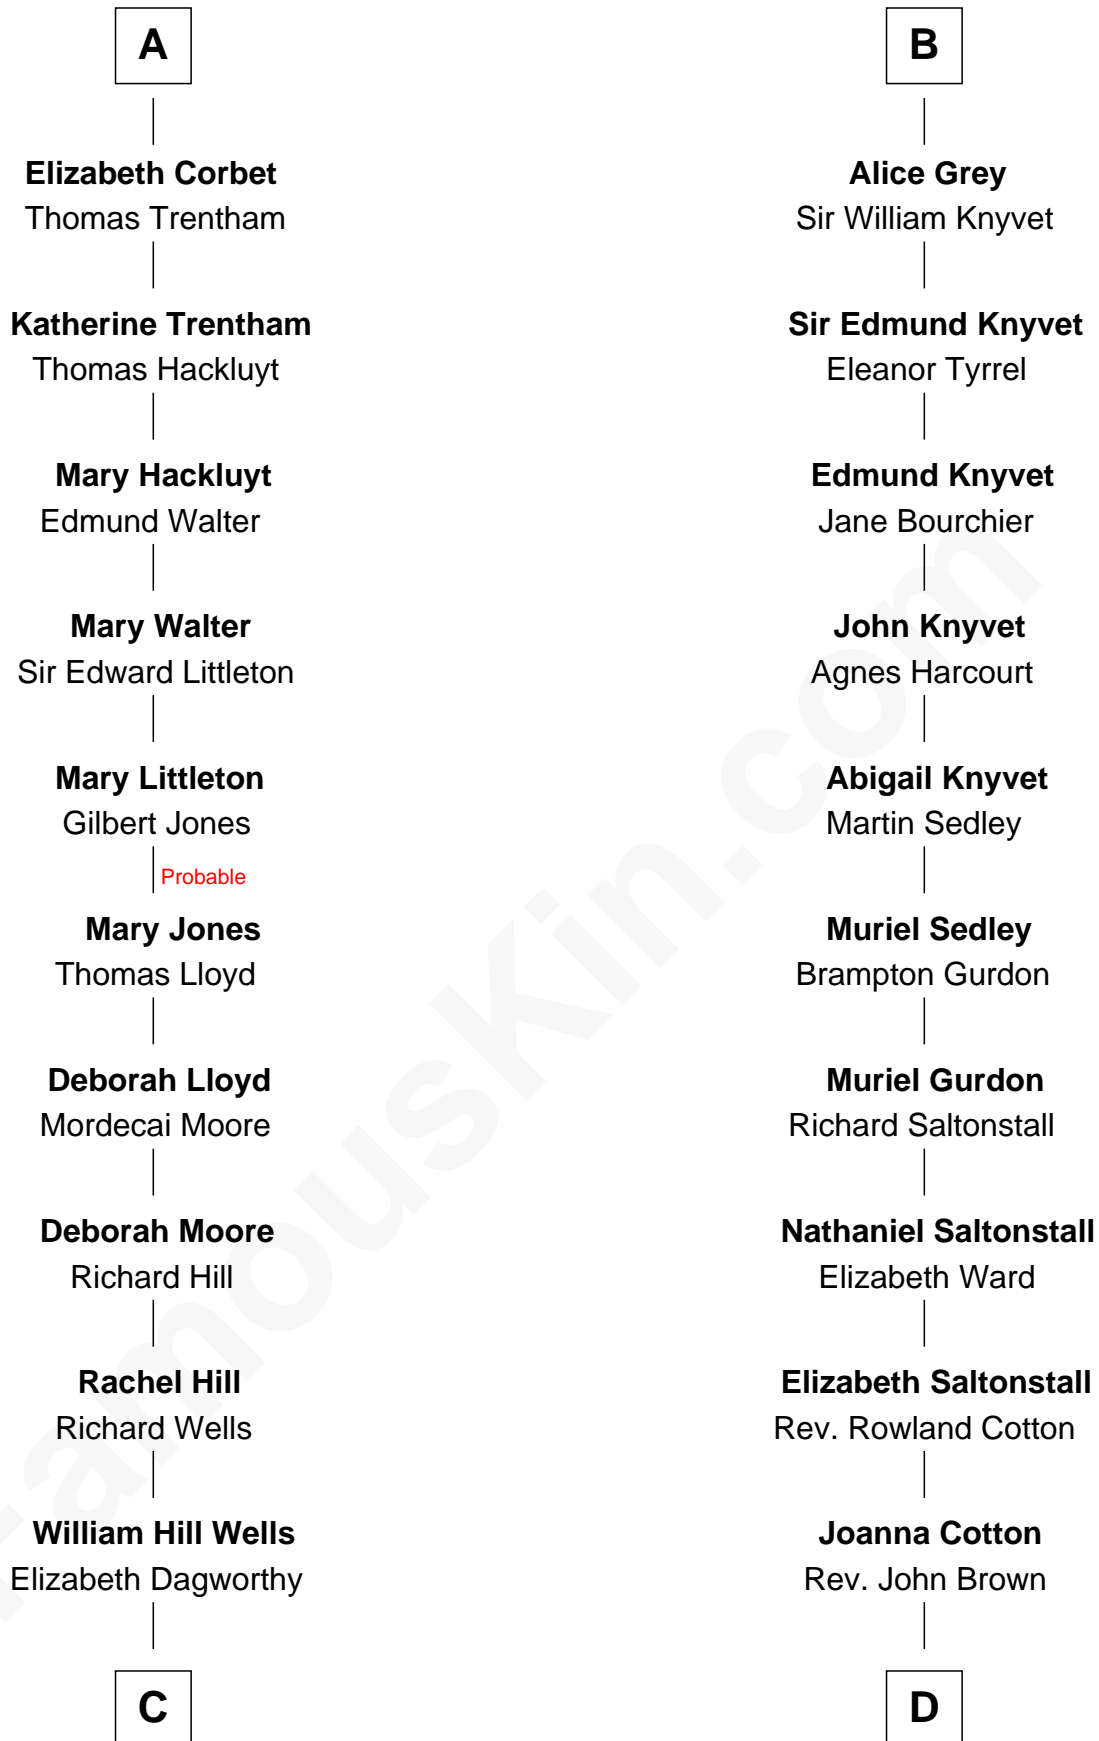 A
Elizabeth Corbet
Thomas Trentham
Katherine Trentham
Thomas Hackluyt
Mary Hackluyt
Edmund Walter
Mary Walter
Sir Edward Littleton
Mary Littleton
Gilbert Jones
Probable
Mary Jones
Thomas Lloyd
Deborah Lloyd
Mordecai Moore
Deborah Moore
Richard Hill
Rachel Hill
Richard Wells
William Hill Wells
Elizabeth Dagworthy
C
B
Alice Grey
Sir William Knyvet
Sir Edmund Knyvet
Eleanor Tyrrel
Edmund Knyvet
Jane Bourchier
John Knyvet
Agnes Harcourt
Abigail Knyvet
Martin Sedley
Muriel Sedley
Brampton Gurdon
Muriel Gurdon
Richard Saltonstall
Nathaniel Saltonstall
Elizabeth Ward
Elizabeth Saltonstall
Rev. Rowland Cotton
Joanna Cotton
Rev. John Brown
D
FamousKin.com